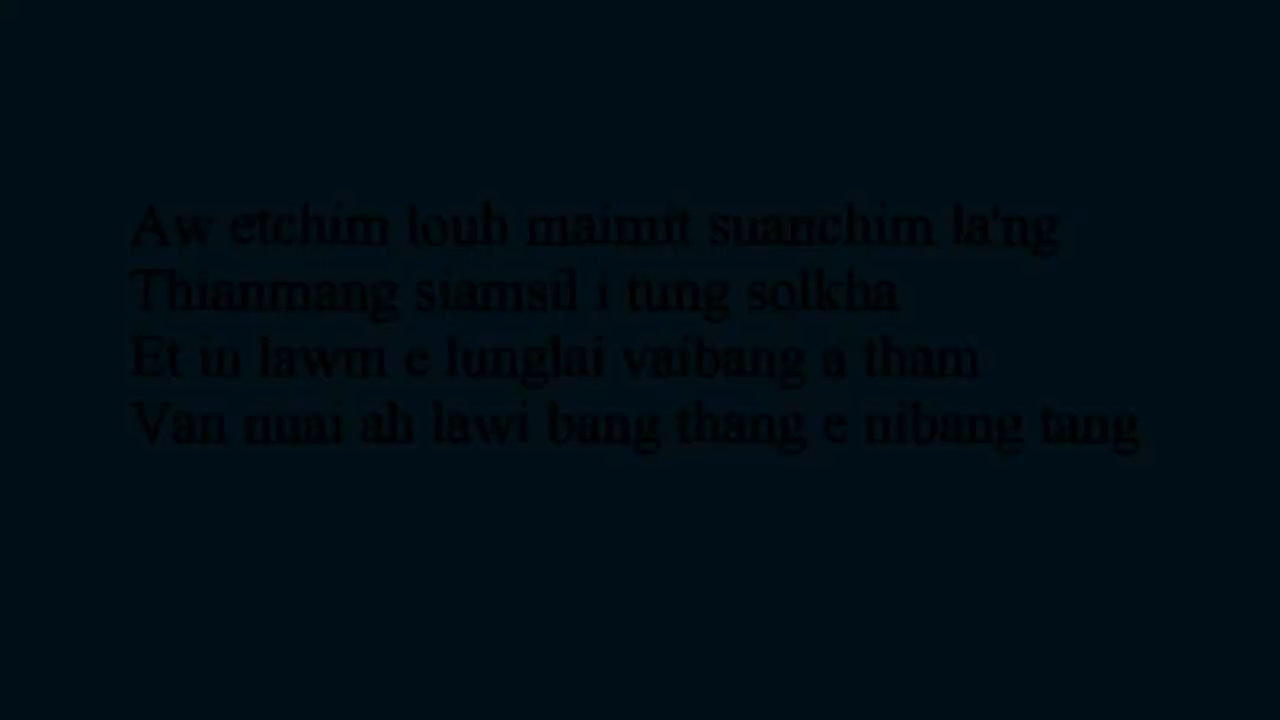 Aw etchim louh maimit suanchim la'ng
Thianmang siamsil i tung solkha
Et in lawm e lunglai vaibang a tham
Van nuai ah lawi bang thang e nibang tang